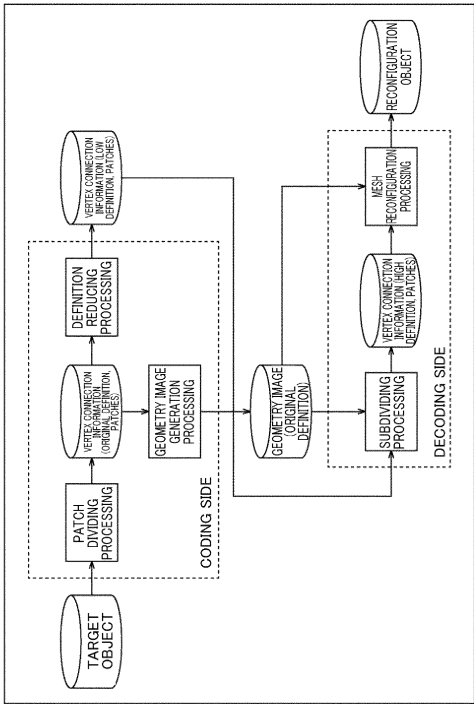 TARGET
OBJECT
PATCH
DIVIDING
PROCESSING
VERTEX CONNECTION
INFORMATION
(ORIGINAL DEFINITION,
PATCHES)
DEFINITION
REDUCING
PROCESSING
VERTEX CONNECTION
INFORMATION (LOW
DEFINITION, PATCHES)
GEOMETRY IMAGE
GENERATION
PROCESSING
CODING SIDE
GEOMETRY IMAGE
(ORIGINAL
DEFINITION)
SUBDIVIDING
PROCESSING
VERTEX CONNECTION
INFORMATION (HIGH
DEFINITION, PATCHES)
MESH
RECONFIGURATION
PROCESSING
RECONFIGURATION
OBJECT
DECODING SIDE